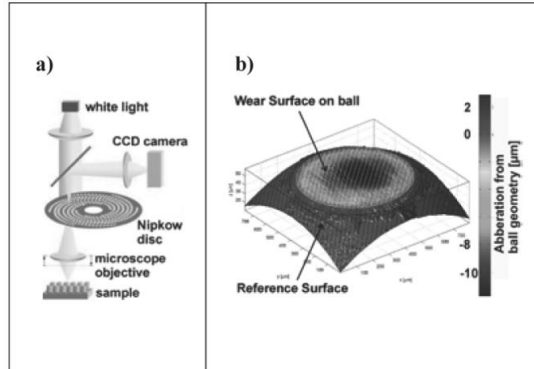 a)
white light
CCD camera
Nipkow
disc
microscope
objective
sample
b)
Wear Surface on ball
Reference Surface
2
0
-8
-10
Abberation from
ball geometry [µm]